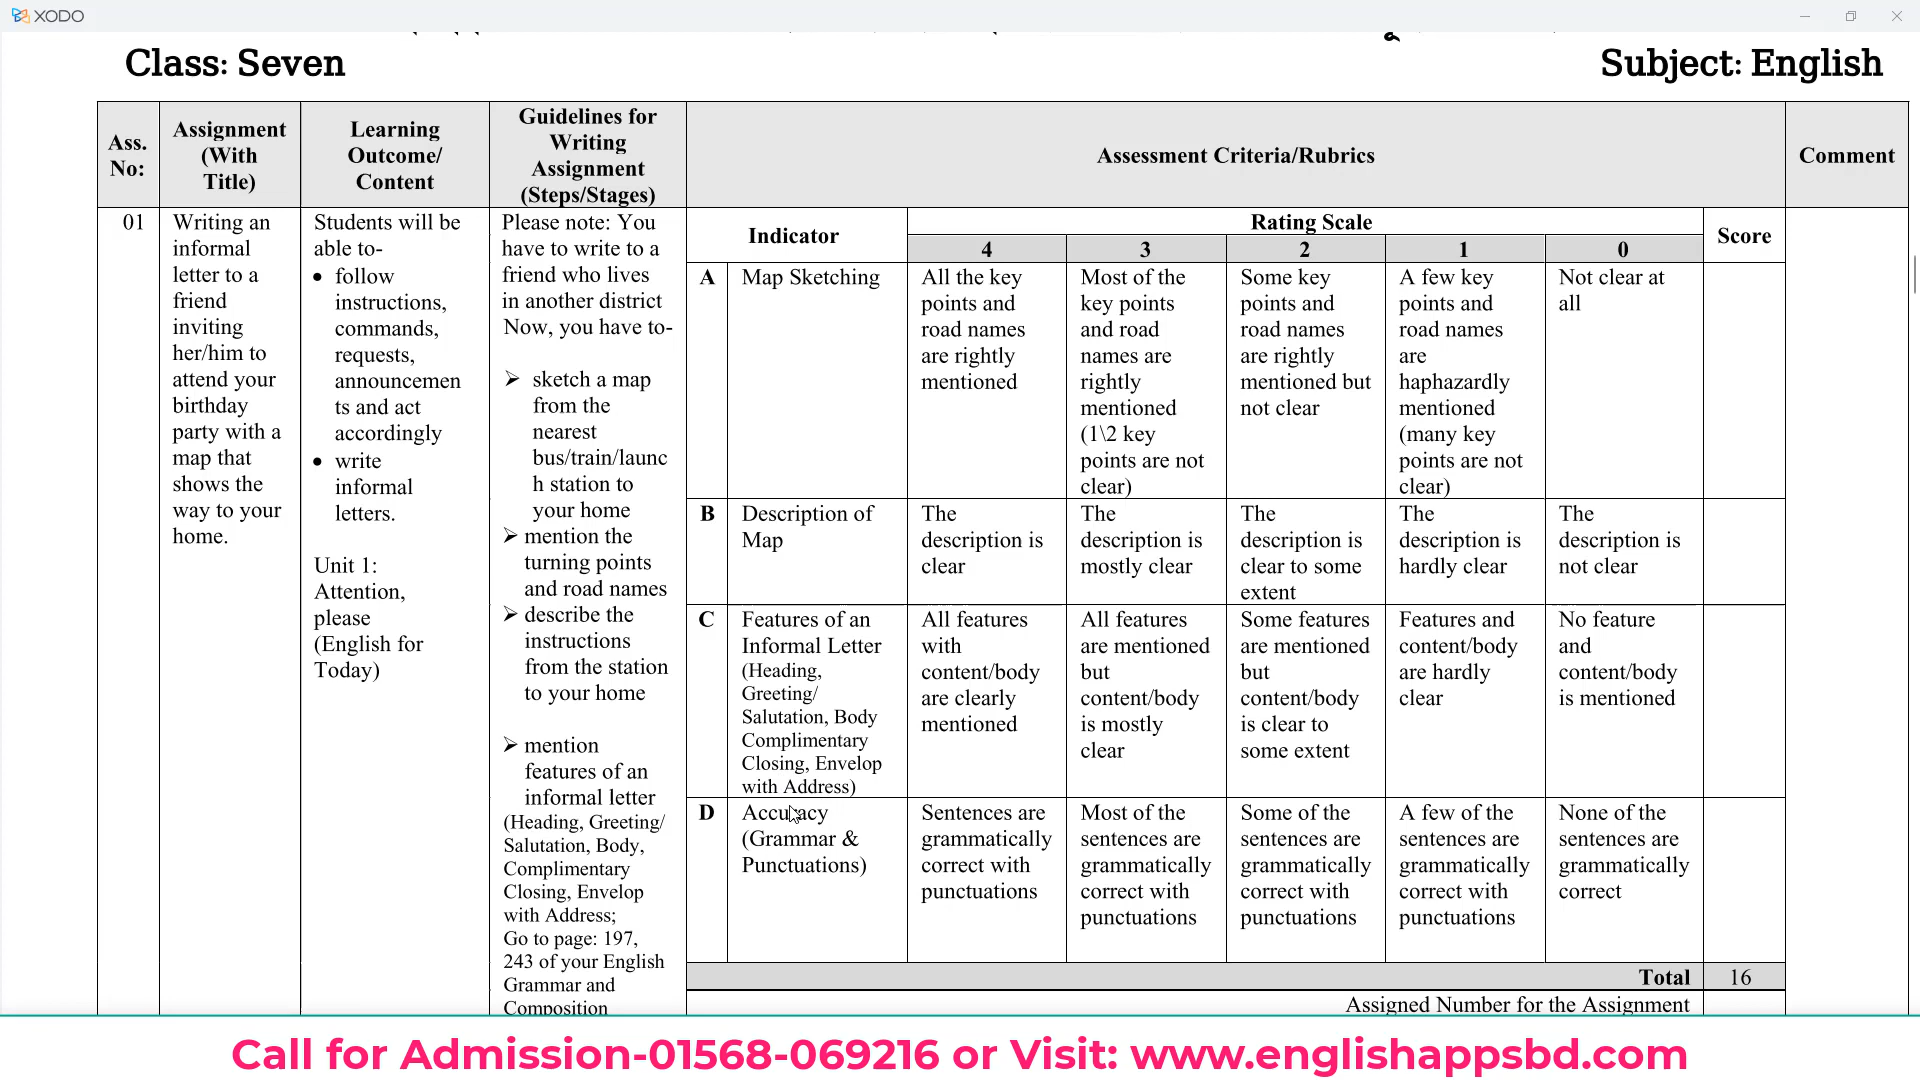 XODO
Class: Seven
Subject: English
Ass.
No:
Assignment
(With
Title)
Learning
Outcome/
Content
Guidelines for
Writing
Assignment
(Steps/Stages)
Assessment Criteria/Rubrics
Comment
01
Writing an
informal
letter to a
friend
inviting
her/him to
attend your
birthday
party with a
map that
shows the
way to your
home.
Students will be
able to-
• follow
instructions,
commands,
requests,
announcemen
ts and act
accordingly
• write
informal
letters.
Unit 1:
Attention,
please
(English for
Today)
Please note: You
have to write to a
friend who lives
in another district
Now, you have to-
➢ sketch a map
from the
nearest
bus/train/launc
h station to
your home
➢ mention the
turning points
and road names
➢ describe the
instructions
from the station
to your home
➢ mention
features of an
informal letter
(Heading, Greeting/
Salutation, Body,
Complimentary
Closing, Envelop
with Address;
Go to page: 197,
243 of your English
Grammar and
Composition
Indicator
Rating Scale
4
3
2
1
0
Score
A
Map Sketching
All the key
points and
road names
are rightly
mentioned
Most of the
key points
and road
names are
rightly
mentioned
(1\2 key
points are not
clear)
Some key
points and
road names
are rightly
mentioned but
not clear
A few key
points and
road names
are
haphazardly
mentioned
(many key
points are not
clear)
Not clear at
all
B
Description of
Map
The
description is
clear
The
description is
mostly clear
The
description is
clear to some
extent
The
description is
hardly clear
The
description is
not clear
C
Features of an
Informal Letter
(Heading,
Greeting/
Salutation, Body
Complimentary
Closing, Envelop
with Address)
All features
with
content/body
are clearly
mentioned
All features
are mentioned
but
content/body
is mostly
clear
Some features
are mentioned
but
content/body
is clear to
some extent
Features and
content/body
are hardly
clear
No feature
and
content/body
is mentioned
D
Accuracy
(Grammar &
Punctuations)
Sentences are
grammatically
correct with
punctuations
Most of the
sentences are
grammatically
correct with
punctuations
Some of the
sentences are
grammatically
correct with
punctuations
A few of the
sentences are
grammatically
correct with
punctuations
None of the
sentences are
grammatically
correct
Total
16
Assigned Number for the Assignment
Call for Admission-01568-069216 or Visit: www.englishappsbd.com